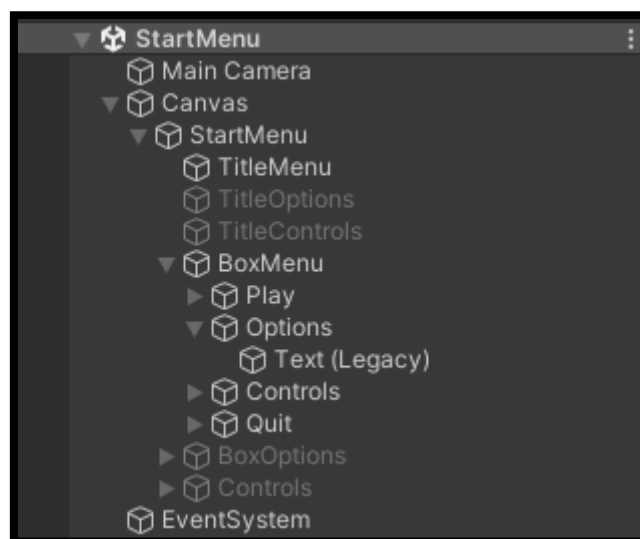 StartMenu
Main Camera
Canvas
StartMenu
TitleMenu
TitleOptions
TitleControls
BoxMenu
Play
Options
Text (Legacy)
Controls
Quit
BoxOptions
Controls
EventSystem